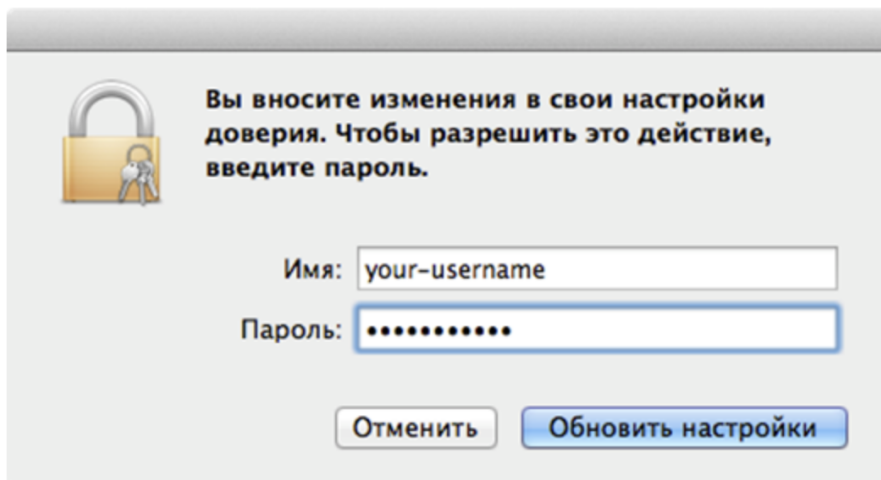 Вы вносите изменения в свои настройки
доверия. Чтобы разрешить это действие,
введите пароль.
Имя: your-username
Пароль: •••••••••••
Отменить Обновить настройки